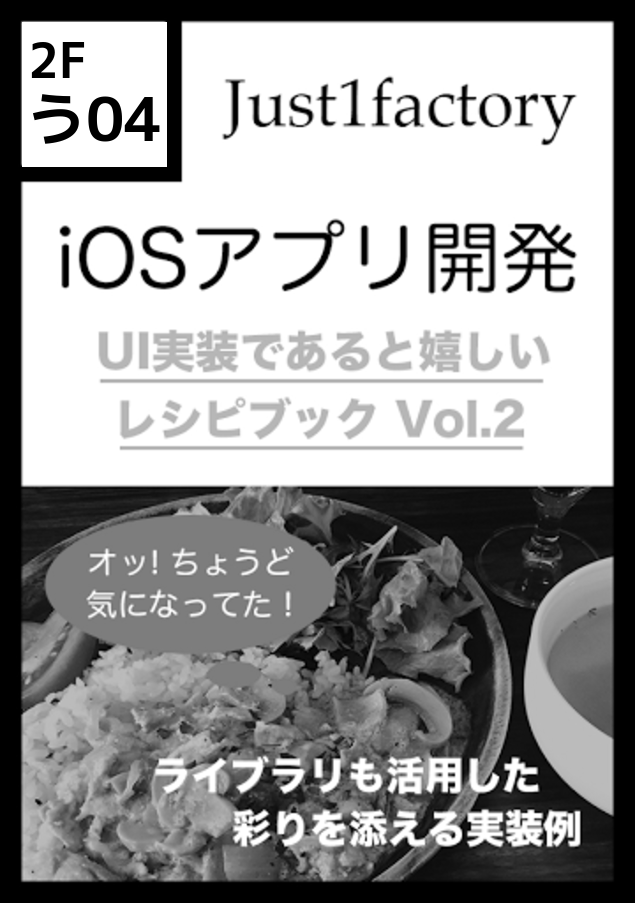 2F
う04
Just1factory
iOSアプリ開発
UI実装であると嬉しい
レシピブック Vol.2
オッ! ちょうど
気になってた！
ライブラリも活用した
彩りを添える実装例